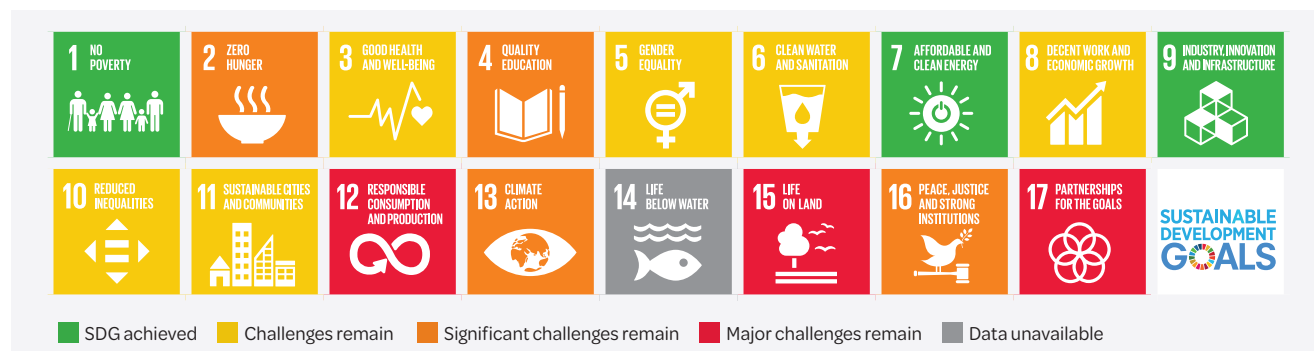 1 NO
POVERTY
2 ZERO
HUNGER
3 GOOD HEALTH
AND WELL-BEING
4 QUALITY
EDUCATION
5 GENDER
EQUALITY
6 CLEAN WATER
AND SANITATION
7 AFFORDABLE AND
CLEAN ENERGY
8 DECENT WORK AND
ECONOMIC GROWTH
9 INDUSTRY, INNOVATION
AND INFRASTRUCTURE
10 REDUCED
INEQUALITIES
11 SUSTAINABLE CITIES
AND COMMUNITIES
12 RESPONSIBLE
CONSUMPTION
AND PRODUCTION
13 CLIMATE
ACTION
14 LIFE
BELOW WATER
15 LIFE
ON LAND
16 PEACE, JUSTICE
AND STRONG
INSTITUTIONS
17 PARTNERSHIPS
FOR THE GOALS
SUSTAINABLE
DEVELOPMENT
GOALS
SDG achieved
Challenges remain
Significant challenges remain
Major challenges remain
Data unavailable